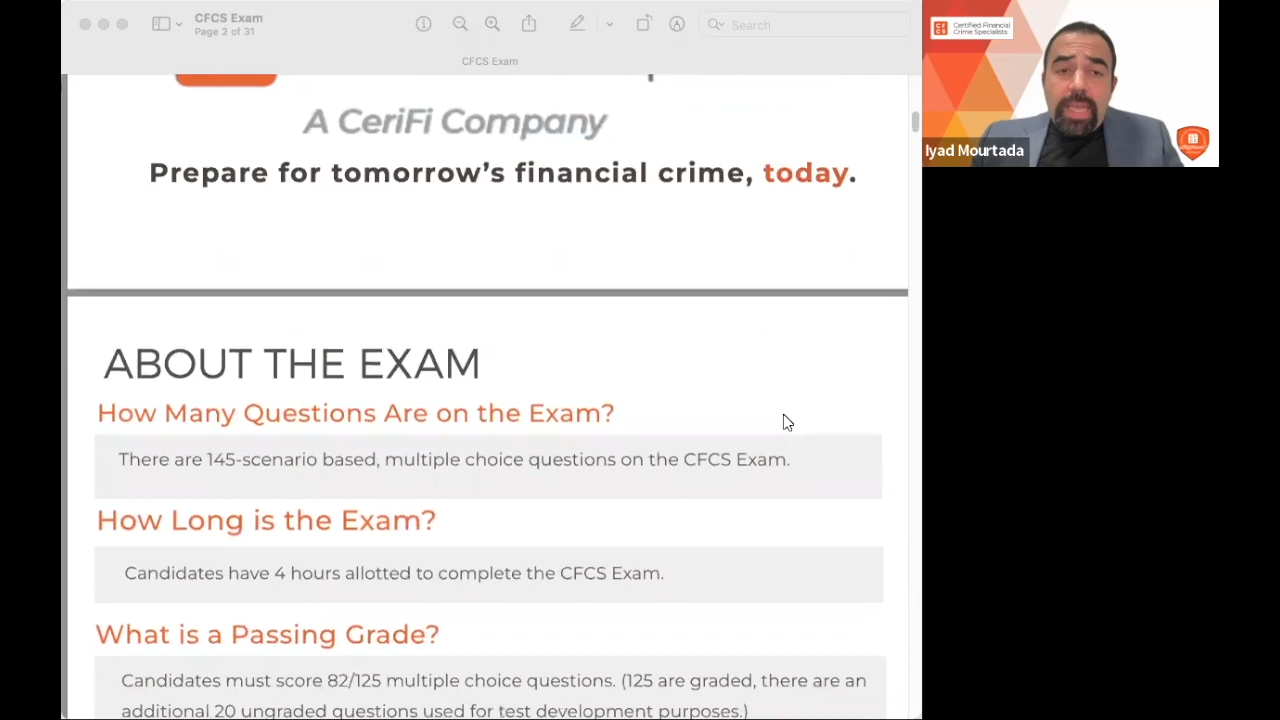 CFCS Exam
Page 2 of 31
Search
CFCS Exam
A CeriFi Company
Prepare for tomorrow's financial crime, today.
ABOUT THE EXAM
How Many Questions Are on the Exam?
There are 145-scenario based, multiple choice questions on the CFCS Exam.
How Long is the Exam?
Candidates have 4 hours allotted to complete the CFCS Exam.
What is a Passing Grade?
Candidates must score 82/125 multiple choice questions. (125 are graded, there are an
additional 20 ungraded questions used for test development purposes.)
CFCS
Certified Financial
Crime Specialists
Iyad Mourtada